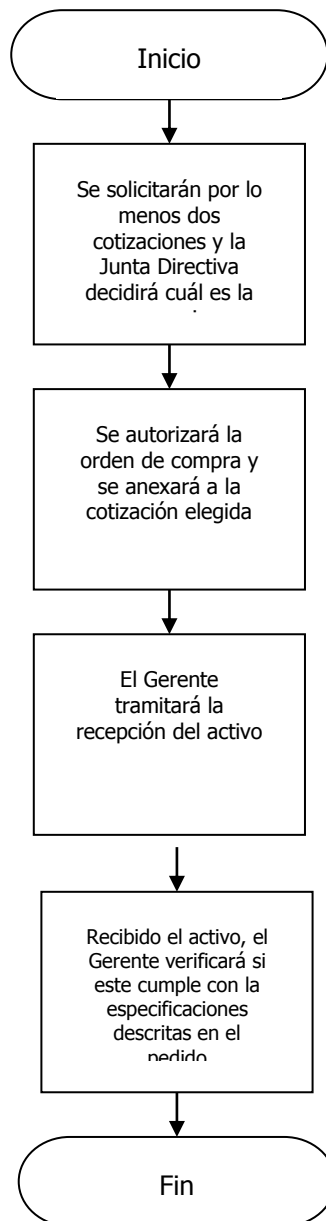 Inicio
Se solicitarán por lo
menos dos
cotizaciones y la
Junta Directiva
decidirá cuál es la
Se autorizará la
orden de compra y
se anexará a la
cotización elegida
El Gerente
tramitará la
recepción del activo
Recibido el activo, el
Gerente verificará si
este cumple con la
especificaciones
descritas en el
pedido
Fin